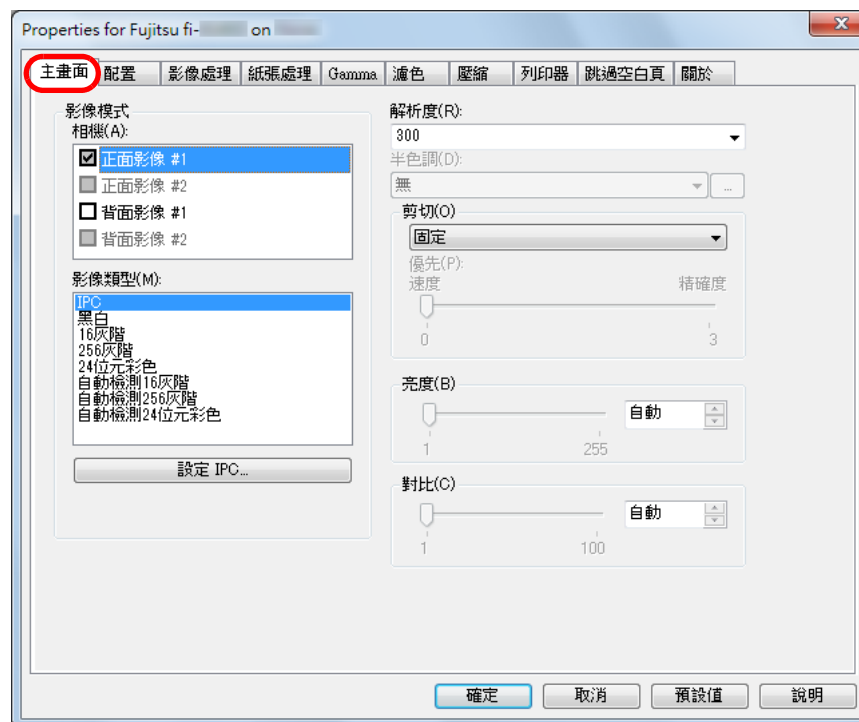 Properties for Fujitsu fi- on
主畫面 配置 影像處理 紙張處理 Gamma 濾色 壓縮 列印器 跳過空白頁 關於
影像模式
相機(A):
正面影像 #1
正面影像 #2
背面影像 #1
背面影像 #2
影像類型(M):
IPC
黑白
16灰階
256灰階
24位元彩色
自動檢測16灰階
自動檢測256灰階
自動檢測24位元彩色
設定 IPC...
解析度(R):
300
半色調(D):
無 ...
剪切(O)
固定
優先(P):
速度 精確度
0 3
亮度(B)
自動
1 255
對比(C)
自動
1 100
確定 取消 預設值 說明